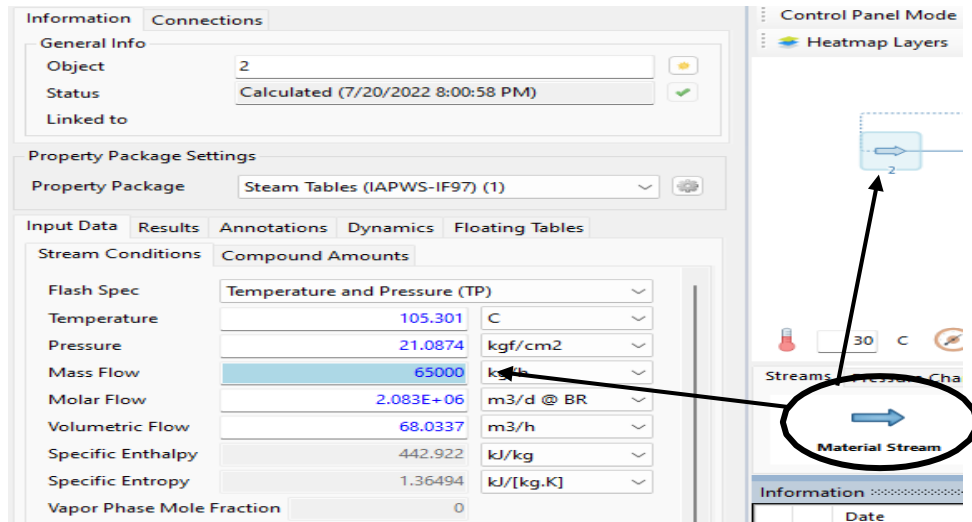 Information Connections
General Info
Object 2
Status Calculated (7/20/2022 8:00:58 PM)
Linked to
Property Package Settings
Property Package Steam Tables (IAPWS-IF97) (1)
Input Data Results Annotations Dynamics Floating Tables
Stream Conditions Compound Amounts
Flash Spec Temperature and Pressure (TP)
Temperature 105.301 C
Pressure 21.0874 kgf/cm2
Mass Flow 65000 kg/h
Molar Flow 2.083E+06 m3/d @ BR
Volumetric Flow 68.0337 m3/h
Specific Enthalpy 442.922 kJ/kg
Specific Entropy 1.36494 kJ/[kg.K]
Vapor Phase Mole Fraction 0
Control Panel Mode
Heatmap Layers
2
30 C
Streams Pressure Cha
Material Stream
Information
Date